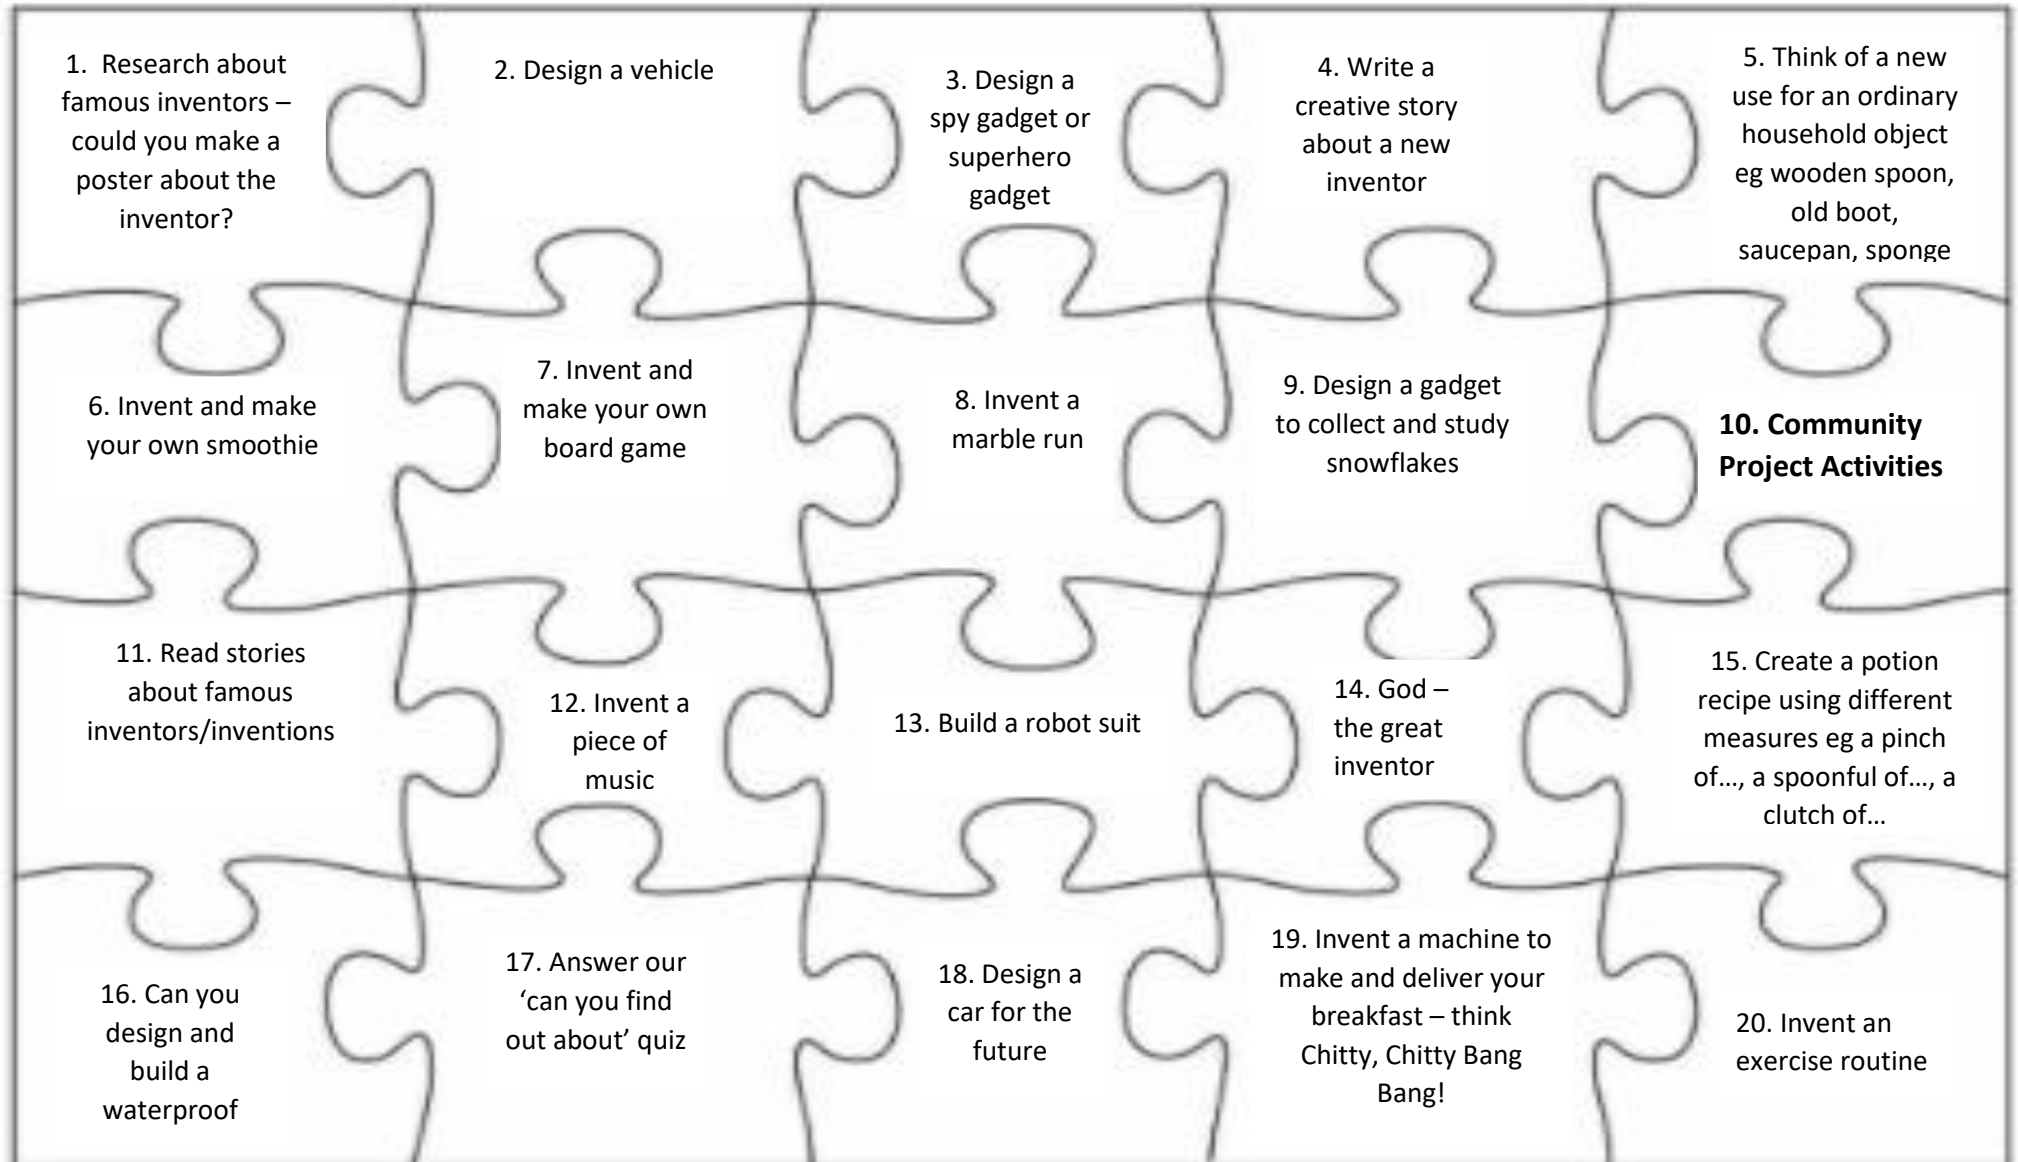 1. Research about
famous inventors –
could you make a
poster about the
inventor?
2. Design a vehicle
3. Design a
spy gadget or
superhero
gadget
4. Write a
creative story
about a new
inventor
5. Think of a new
use for an ordinary
household object
eg wooden spoon,
old boot,
saucepan, sponge
6. Invent and make
your own smoothie
7. Invent and
make your own
board game
8. Invent a
marble run
9. Design a gadget
to collect and study
snowflakes
10. Community
Project Activities
11. Read stories
about famous
inventors/inventions
12. Invent a
piece of
music
13. Build a robot suit
14. God –
the great
inventor
15. Create a potion
recipe using different
measures eg a pinch
of…, a spoonful of…, a
clutch of…
16. Can you
design and
build a
waterproof
17. Answer our
‘can you find
out about’ quiz
18. Design a
car for the
future
19. Invent a machine to
make and deliver your
breakfast – think
Chitty, Chitty Bang
Bang!
20. Invent an
exercise routine